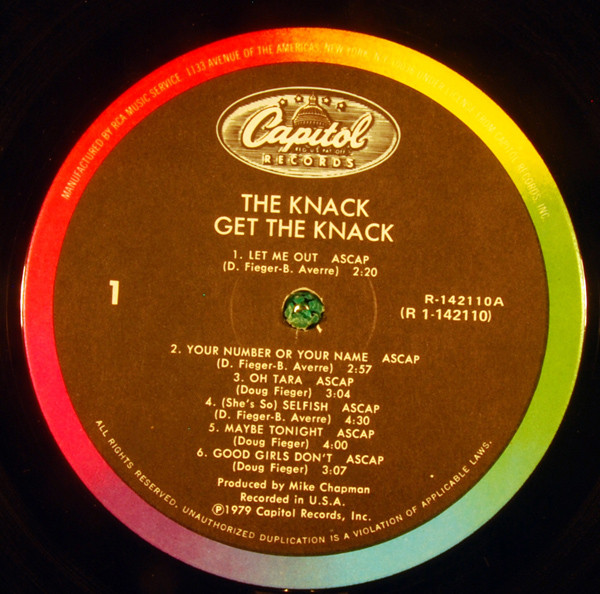 MANUFACTURED BY RCA MUSIC SERVICE, 1133 AVENUE OF THE AMERICAS, NEW YORK, N.Y.
RECORDS, INC.
Capitol
RECORDS
THE KNACK
GET THE KNACK
1. LET ME OUT ASCAP
(D. Fieger-B. Averre) 2:20
1
R-142110A
(R 1-142110)
2. YOUR NUMBER OR YOUR NAME ASCAP
(D. Fieger-B. Averre) 2:57
3. OH TARA ASCAP
(Doug Fieger) 3:04
4. (She's So) SELFISH ASCAP
(D. Fieger-B. Averre) 4:30
5. MAYBE TONIGHT ASCAP
(Doug Fieger) 4:00
6. GOOD GIRLS DON'T ASCAP
(Doug Fieger) 3:07
Produced by Mike Chapman
Recorded in U.S.A.
Ⓟ1979 Capitol Records, Inc.
ALL RIGHTS RESERVED. UNAUTHORIZED DUPLICATION IS A VIOLATION OF APPLICABLE LAWS.